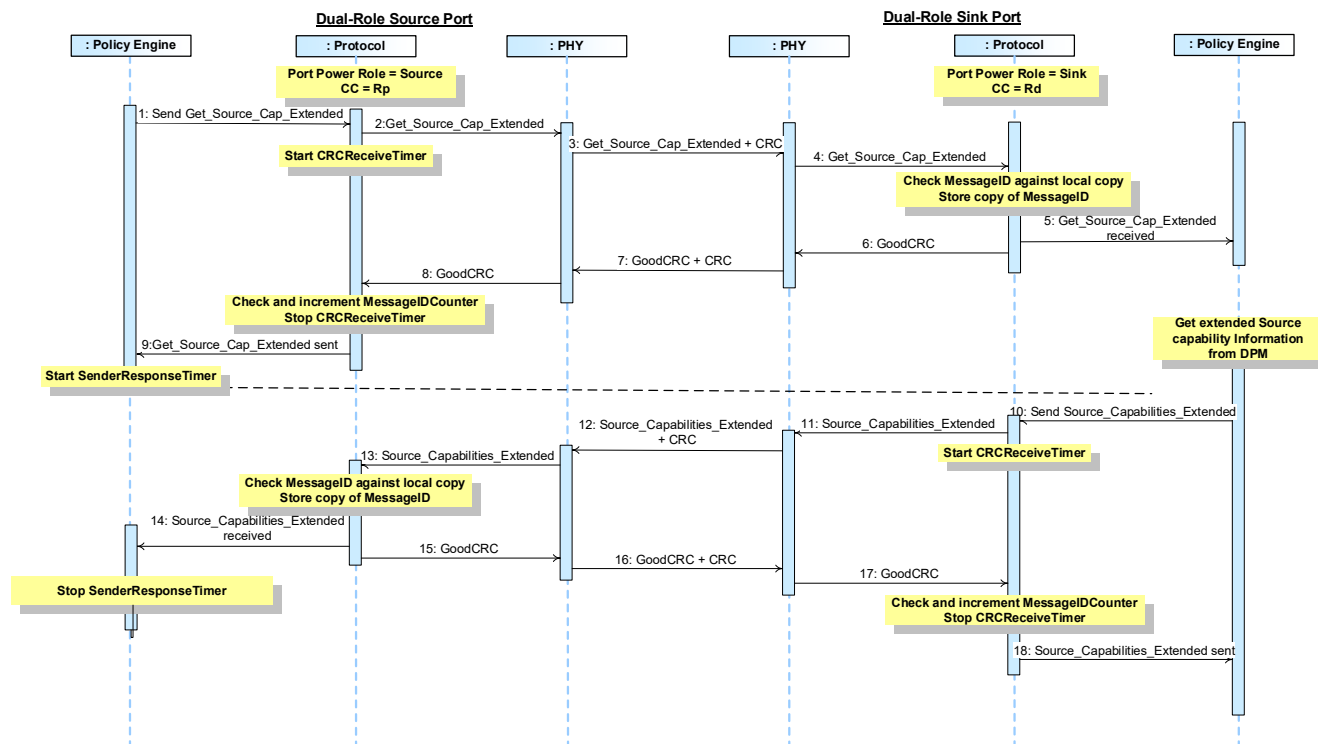 Dual-Role Source Port
Dual-Role Sink Port
: Policy Engine
: Protocol
: PHY
: PHY
: Protocol
: Policy Engine
Port Power Role = Source
CC = Rp
Port Power Role = Sink
CC = Rd
1: Send Get_Source_Cap_Extended
2:Get_Source_Cap_Extended
Start CRCReceiveTimer
3: Get_Source_Cap_Extended + CRC
4: Get_Source_Cap_Extended
Check MessageID against local copy
Store copy of MessageID
5: Get_Source_Cap_Extended
received
6: GoodCRC
7: GoodCRC + CRC
8: GoodCRC
Check and increment MessageIDCounter
Stop CRCReceiveTimer
9:Get_Source_Cap_Extended sent
Start SenderResponseTimer
Get extended Source
capability Information
from DPM
10: Send Source_Capabilities_Extended
11: Source_Capabilities_Extended
Start CRCReceiveTimer
12: Source_Capabilities_Extended
+ CRC
13: Source_Capabilities_Extended
Check MessageID against local copy
Store copy of MessageID
14: Source_Capabilities_Extended
received
15: GoodCRC
16: GoodCRC + CRC
17: GoodCRC
Stop SenderResponseTimer
Check and increment MessageIDCounter
Stop CRCReceiveTimer
18: Source_Capabilities_Extended sent